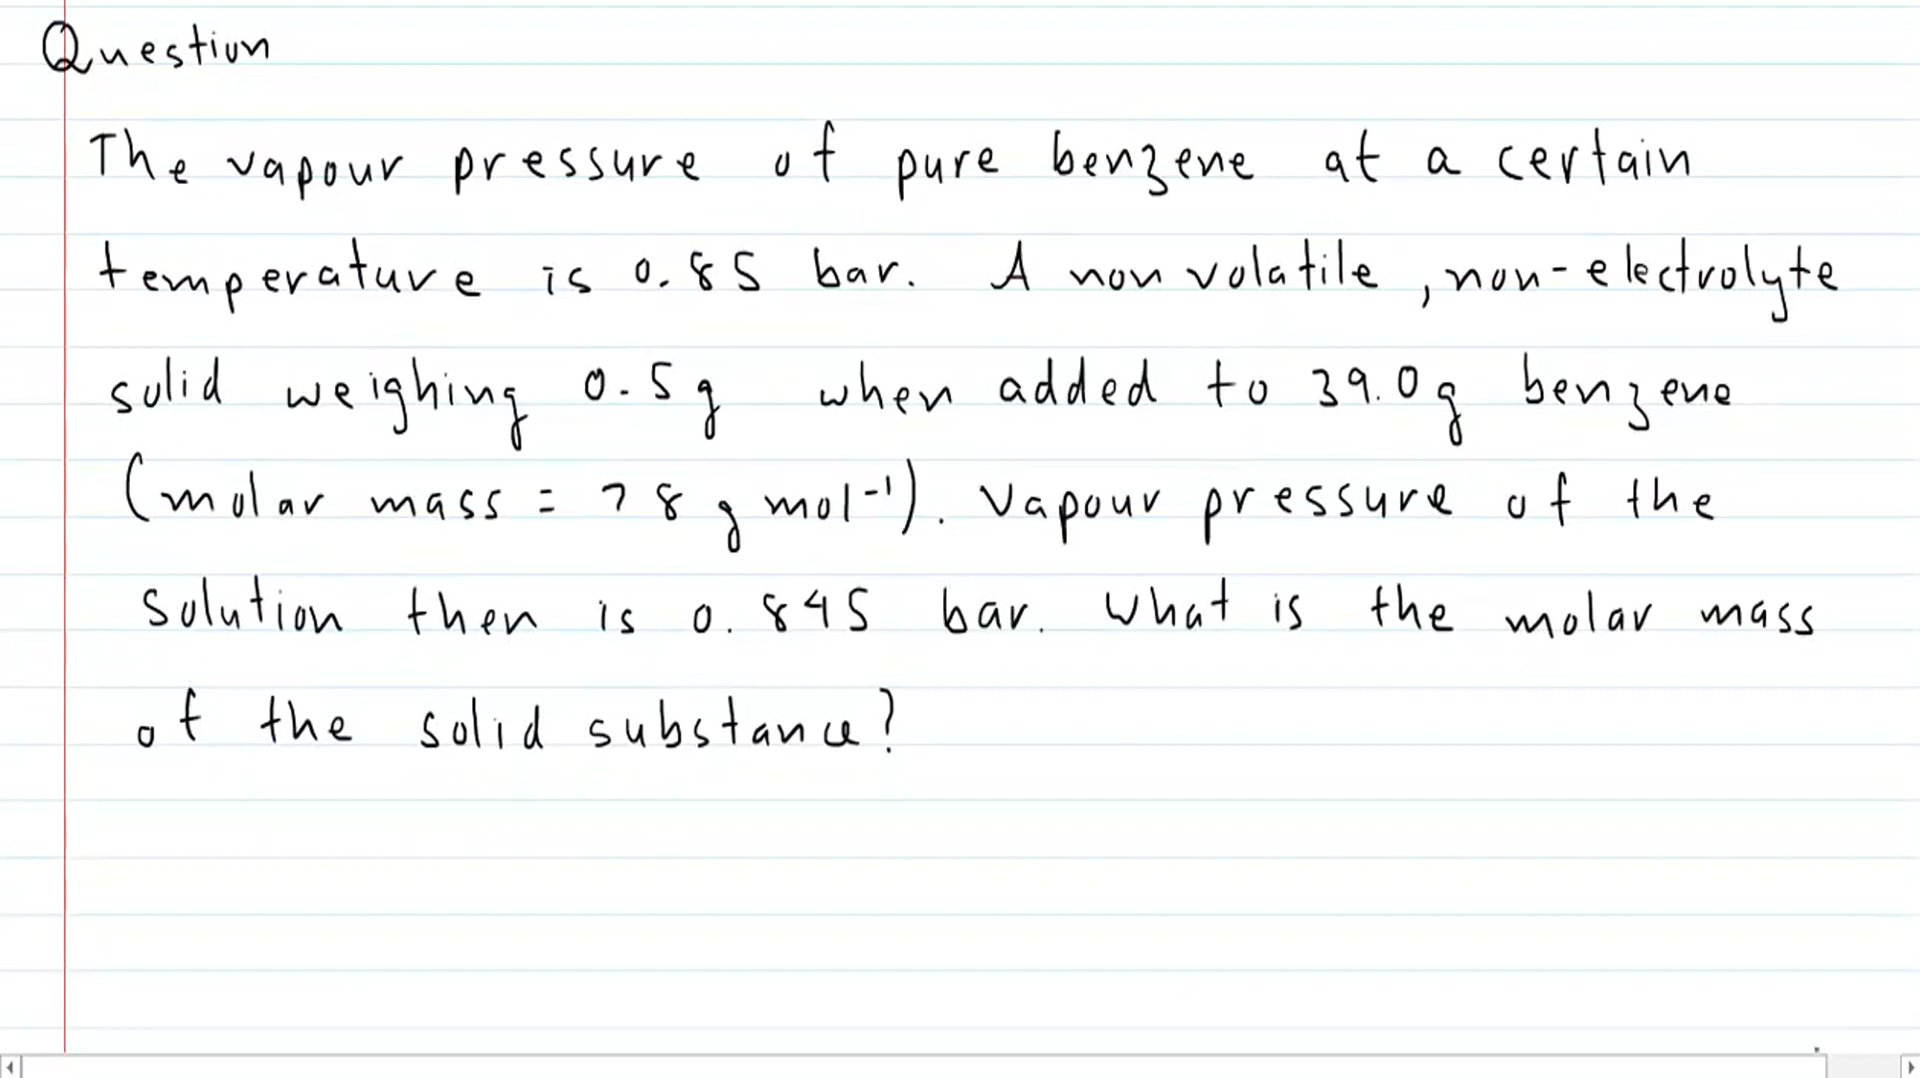 Question
The vapour pressure of pure benzene at a certain
temperature is 0.85 bar. A non volatile, non-electrolyte
solid weighing 0.5g when added to 39.0g benzene
(molar mass = 78 g mol⁻¹). Vapour pressure of the
solution then is 0.845 bar. What is the molar mass
of the solid substance?